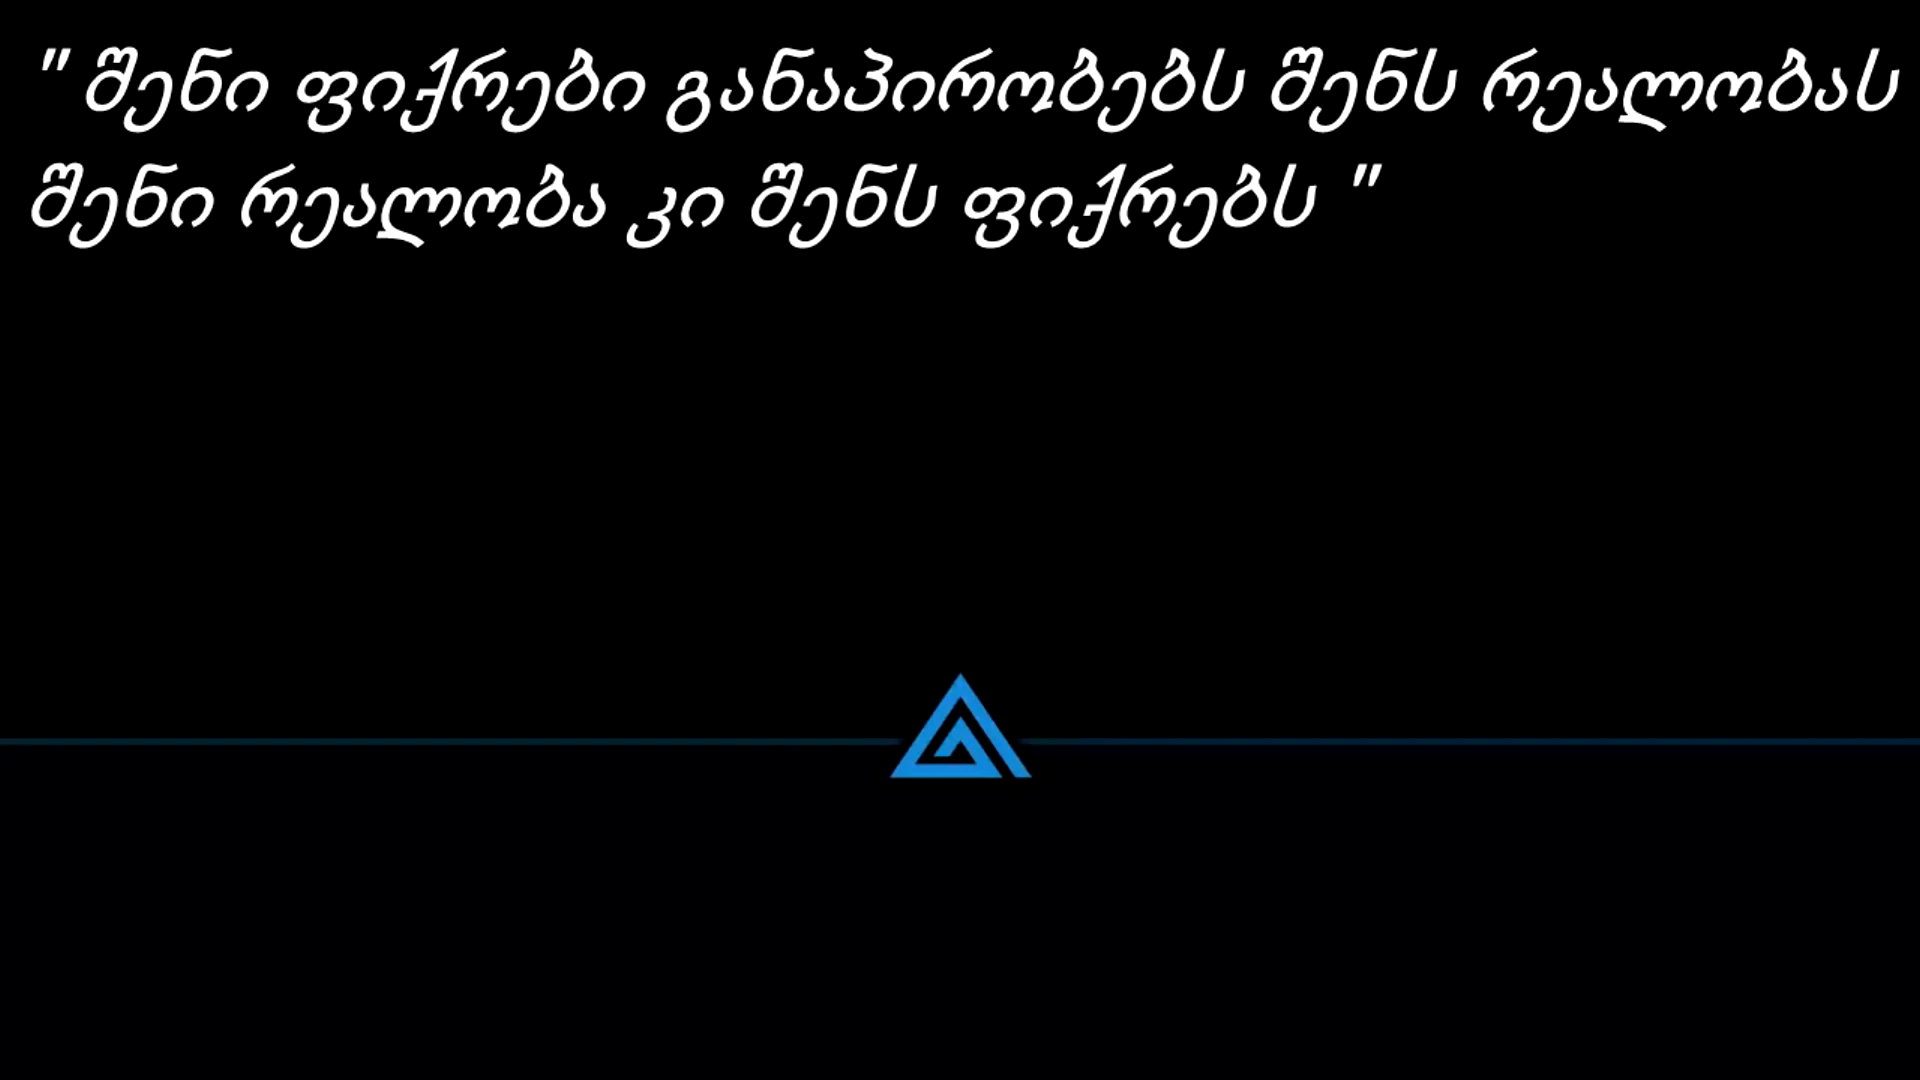 " შენი ფიქრები განაპირობებს შენს რეალობას
შენი რეალობა კი შენს ფიქრებს "